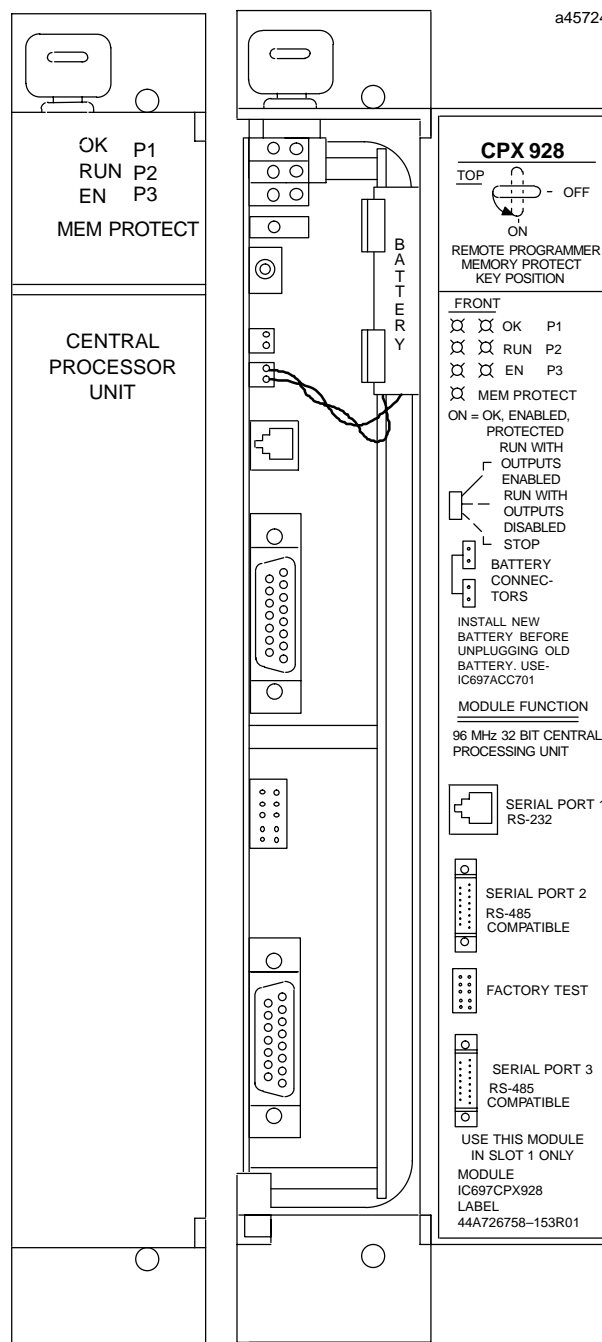 a45724
OK P1
RUN P2
EN P3
MEM PROTECT
CENTRAL
PROCESSOR
UNIT
BATTERY
CPX 928
TOP
OFF
ON
REMOTE PROGRAMMER
MEMORY PROTECT
KEY POSITION
FRONT
OK P1
RUN P2
EN P3
MEM PROTECT
ON = OK, ENABLED,
PROTECTED
RUN WITH
OUTPUTS
ENABLED
RUN WITH
OUTPUTS
DISABLED
STOP
BATTERY
CONNEC-
TORS
INSTALL NEW
BATTERY BEFORE
UNPLUGGING OLD
BATTERY. USE-
IC697ACC701
MODULE FUNCTION
96 MHz 32 BIT CENTRAL
PROCESSING UNIT
SERIAL PORT 1
RS-232
SERIAL PORT 2
RS-485
COMPATIBLE
FACTORY TEST
SERIAL PORT 3
RS-485
COMPATIBLE
USE THIS MODULE
IN SLOT 1 ONLY
MODULE
IC697CPX928
LABEL
44A726758–153R01